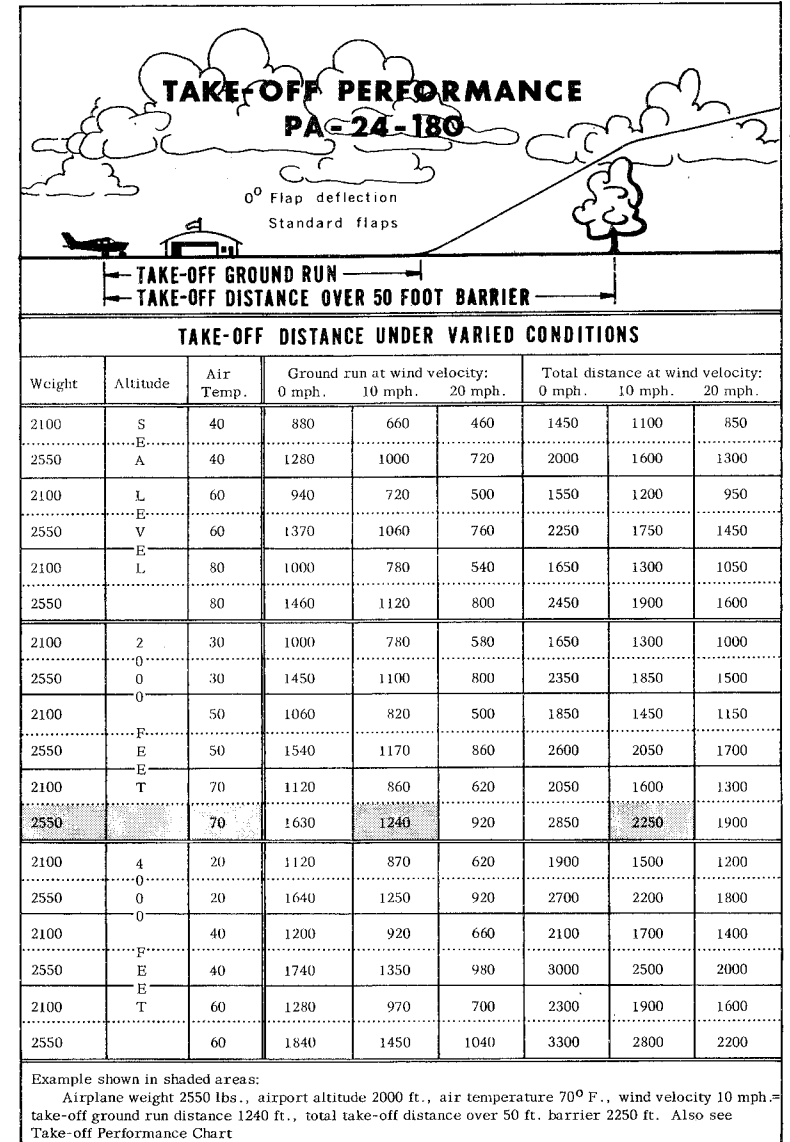 TAKE-OFF PERFORMANCE
PA-24-180
0⁰ Flap deflection
Standard flaps
TAKE-OFF GROUND RUN
TAKE-OFF DISTANCE OVER 50 FOOT BARRIER
TAKE-OFF DISTANCE UNDER VARIED CONDITIONS
Weight Altitude Air Temp. Ground run at wind velocity: Total distance at wind velocity:
0 mph. 10 mph. 20 mph. 0 mph. 10 mph. 20 mph.
SEA LEVEL
2100 40 880 660 460 1450 1100 850
2550 40 1280 1000 720 2000 1600 1300
2100 60 940 720 500 1550 1200 950
2550 60 1370 1060 760 2250 1750 1450
2100 80 1000 780 540 1650 1300 1050
2550 80 1460 1120 800 2450 1900 1600
2000 FEET
2100 30 1000 780 580 1650 1300 1000
2550 30 1450 1100 800 2350 1850 1500
2100 50 1060 820 500 1850 1450 1150
2550 50 1540 1170 860 2600 2050 1700
2100 70 1120 860 620 2050 1600 1300
2550 70 1630 1240 920 2850 2250 1900
4000 FEET
2100 20 1120 870 620 1900 1500 1200
2550 20 1640 1250 920 2700 2200 1800
2100 40 1200 920 660 2100 1700 1400
2550 40 1740 1350 980 3000 2500 2000
2100 60 1280 970 700 2300 1900 1600
2550 60 1840 1450 1040 3300 2800 2200
Example shown in shaded areas:
Airplane weight 2550 lbs., airport altitude 2000 ft., air temperature 70⁰ F., wind velocity 10 mph.=
take-off ground run distance 1240 ft., total take-off distance over 50 ft. barrier 2250 ft. Also see
Take-off Performance Chart